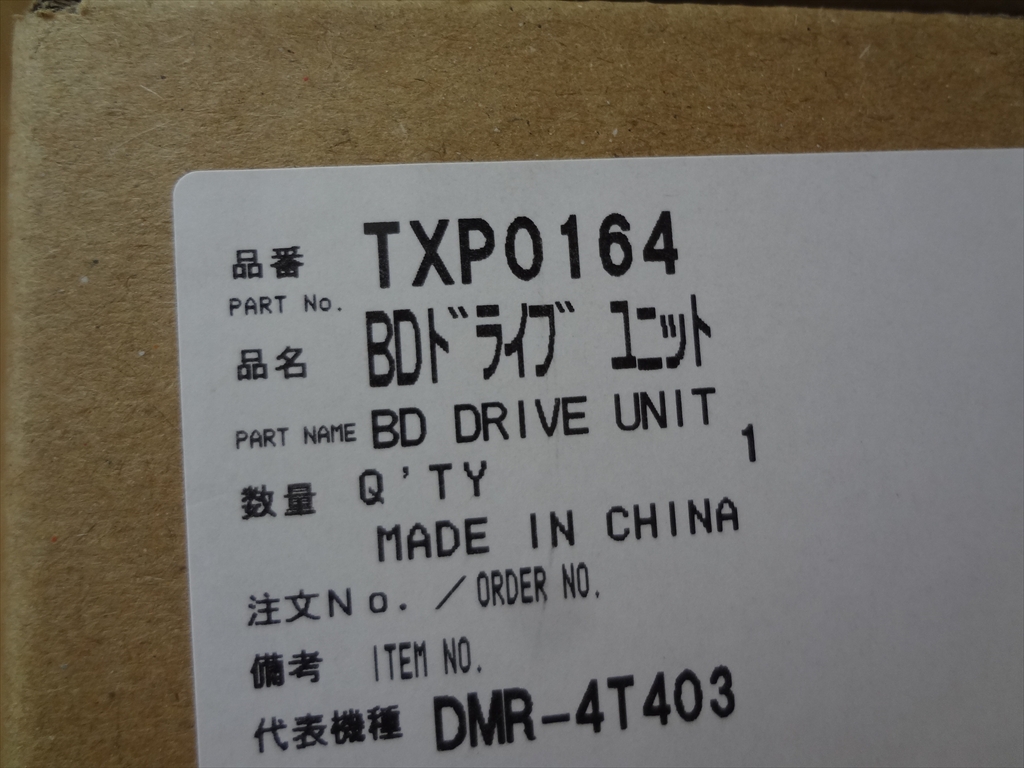 品番 TXP0164
PART No.
品名 BDドライブ ユニット
PART NAME BD DRIVE UNIT
数量 Q'TY 1
MADE IN CHINA
注文No. ／ORDER NO.
備考 ITEM NO.
代表機種 DMR-4T403